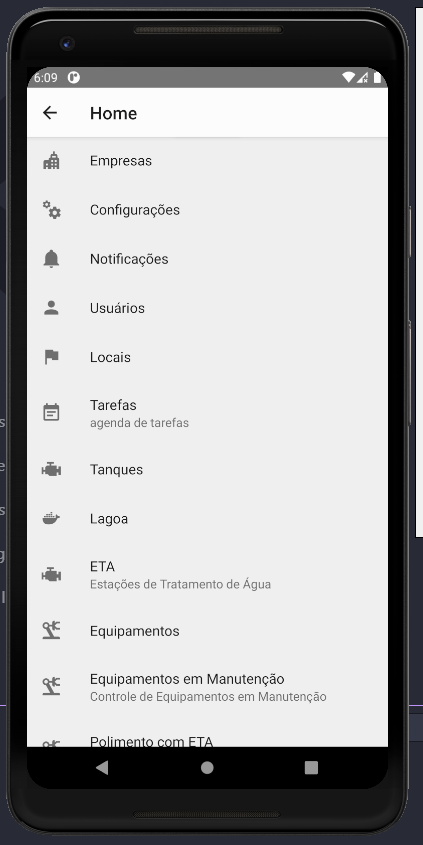 6:09
Home
Empresas
Configurações
Notificações
Usuários
Locais
Tarefas
agenda de tarefas
Tanques
Lagoa
ETA
Estações de Tratamento de Água
Equipamentos
Equipamentos em Manutenção
Controle de Equipamentos em Manutenção
Polimento com ETA